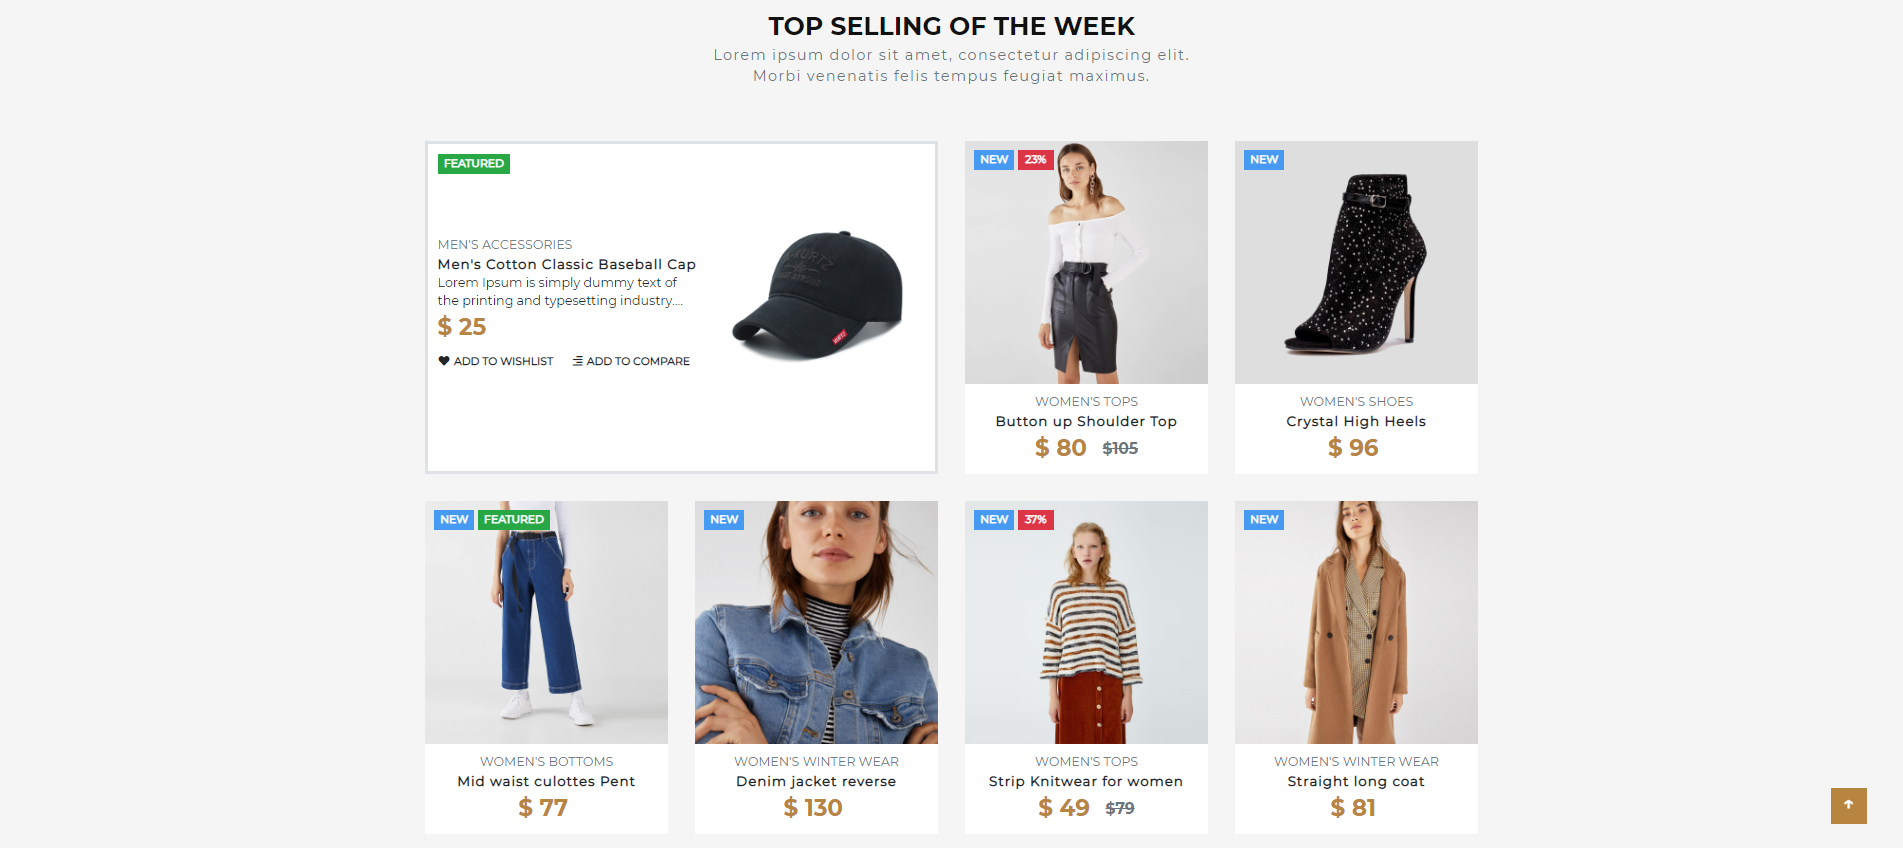 TOP SELLING OF THE WEEK
Lorem ipsum dolor sit amet, consectetur adipiscing elit.
Morbi venenatis felis tempus feugiat maximus.
FEATURED
MEN'S ACCESSORIES
Men's Cotton Classic Baseball Cap
Lorem Ipsum is simply dummy text of
the printing and typesetting industry....
$ 25
ADD TO WISHLIST ADD TO COMPARE
KURTZ
NEW 23%
WOMEN'S TOPS
Button up Shoulder Top
$ 80 $105
NEW
WOMEN'S SHOES
Crystal High Heels
$ 96
NEW FEATURED
WOMEN'S BOTTOMS
Mid waist culottes Pent
$ 77
NEW
WOMEN'S WINTER WEAR
Denim jacket reverse
$ 130
NEW 37%
WOMEN'S TOPS
Strip Knitwear for women
$ 49 $79
NEW
WOMEN'S WINTER WEAR
Straight long coat
$ 81